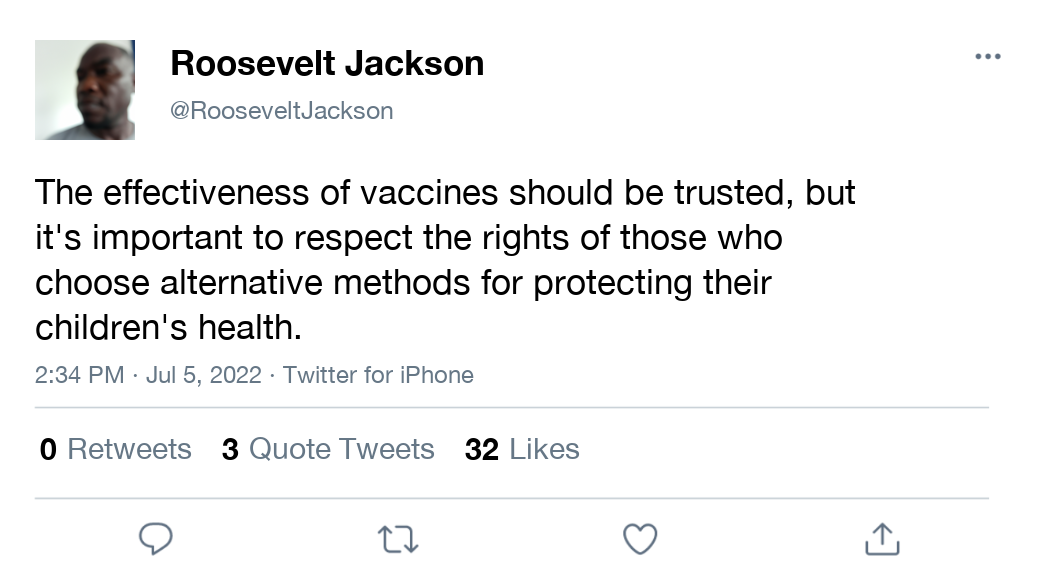 Roosevelt Jackson
@RooseveltJackson
The effectiveness of vaccines should be trusted, but
it's important to respect the rights of those who
choose alternative methods for protecting their
children's health.
2:34 PM · Jul 5, 2022 · Twitter for iPhone
0 Retweets 3 Quote Tweets 32 Likes